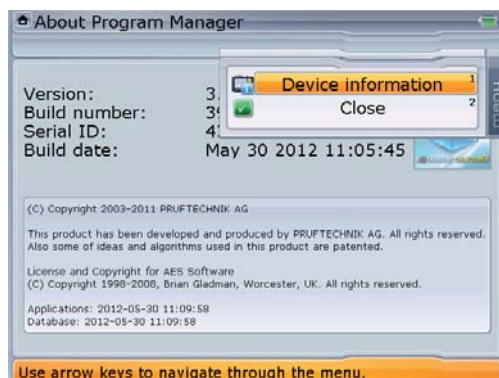 About Program Manager
Device information 1
Close 2
Version: 3.
Build number: 39
Serial ID: 4
Build date: May 30 2012 11:05:45
(C) Copyright 2003-2011 PRUFTECHNIK AG
This product has been developed and produced by PRUFTECHNIK AG. All rights reserved.
Also some of ideas and algorithms used in this product are patented.
License and Copyright for AES Software
(C) Copyright 1998-2008, Brian Gladman, Worcester, UK. All rights reserved.
Applications: 2012-05-30 11:09:58
Database: 2012-05-30 11:09:58
Use arrow keys to navigate through the menu.